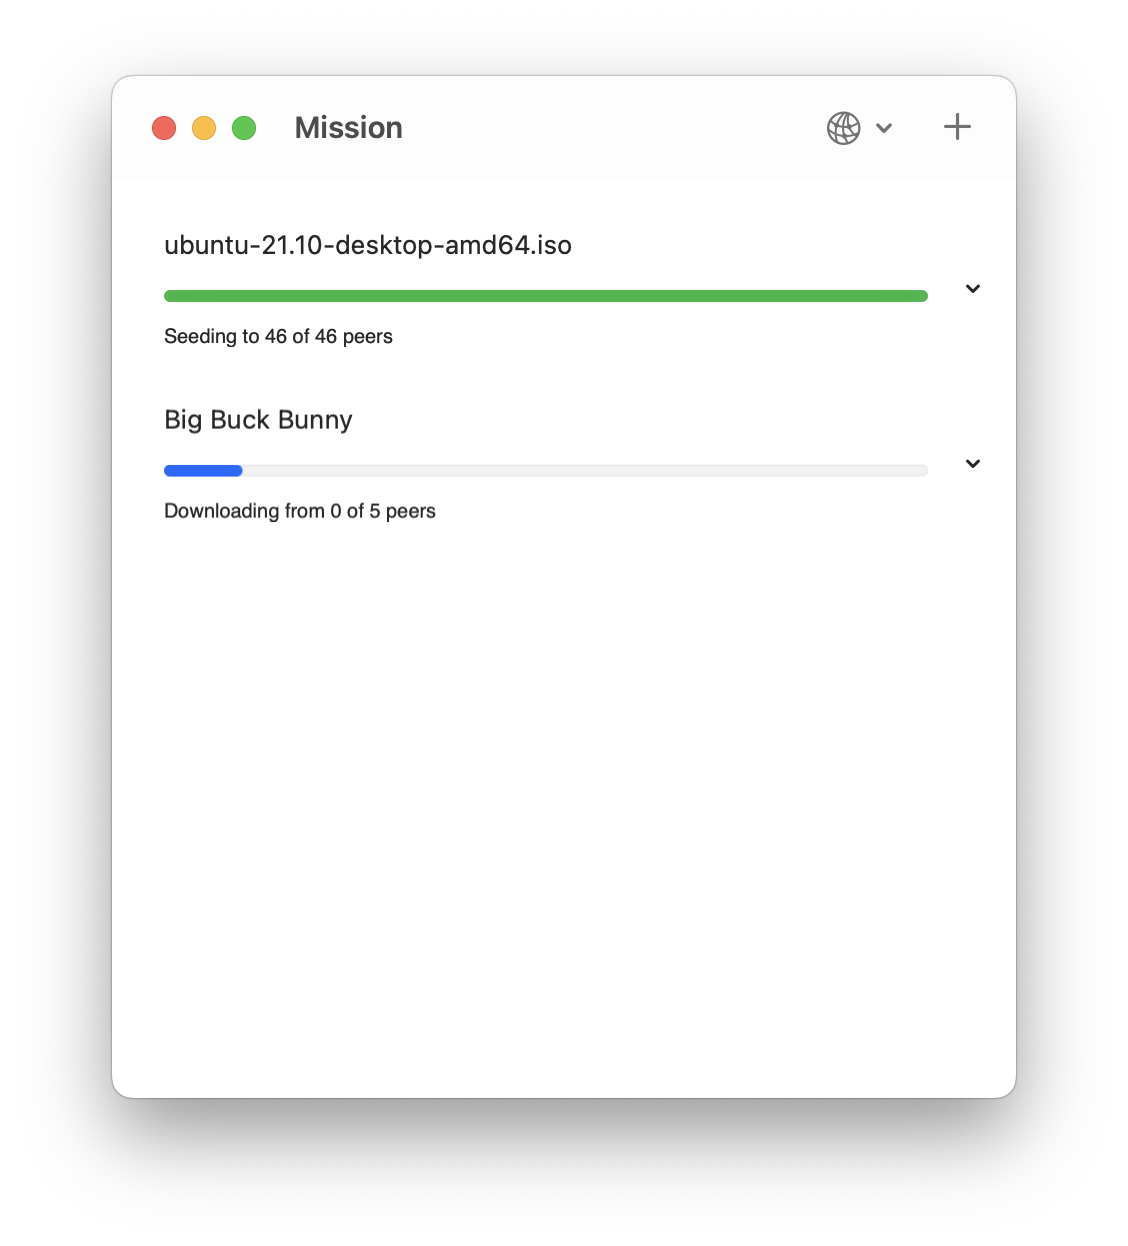 Mission
ubuntu-21.10-desktop-amd64.iso
Seeding to 46 of 46 peers
Big Buck Bunny
Downloading from 0 of 5 peers